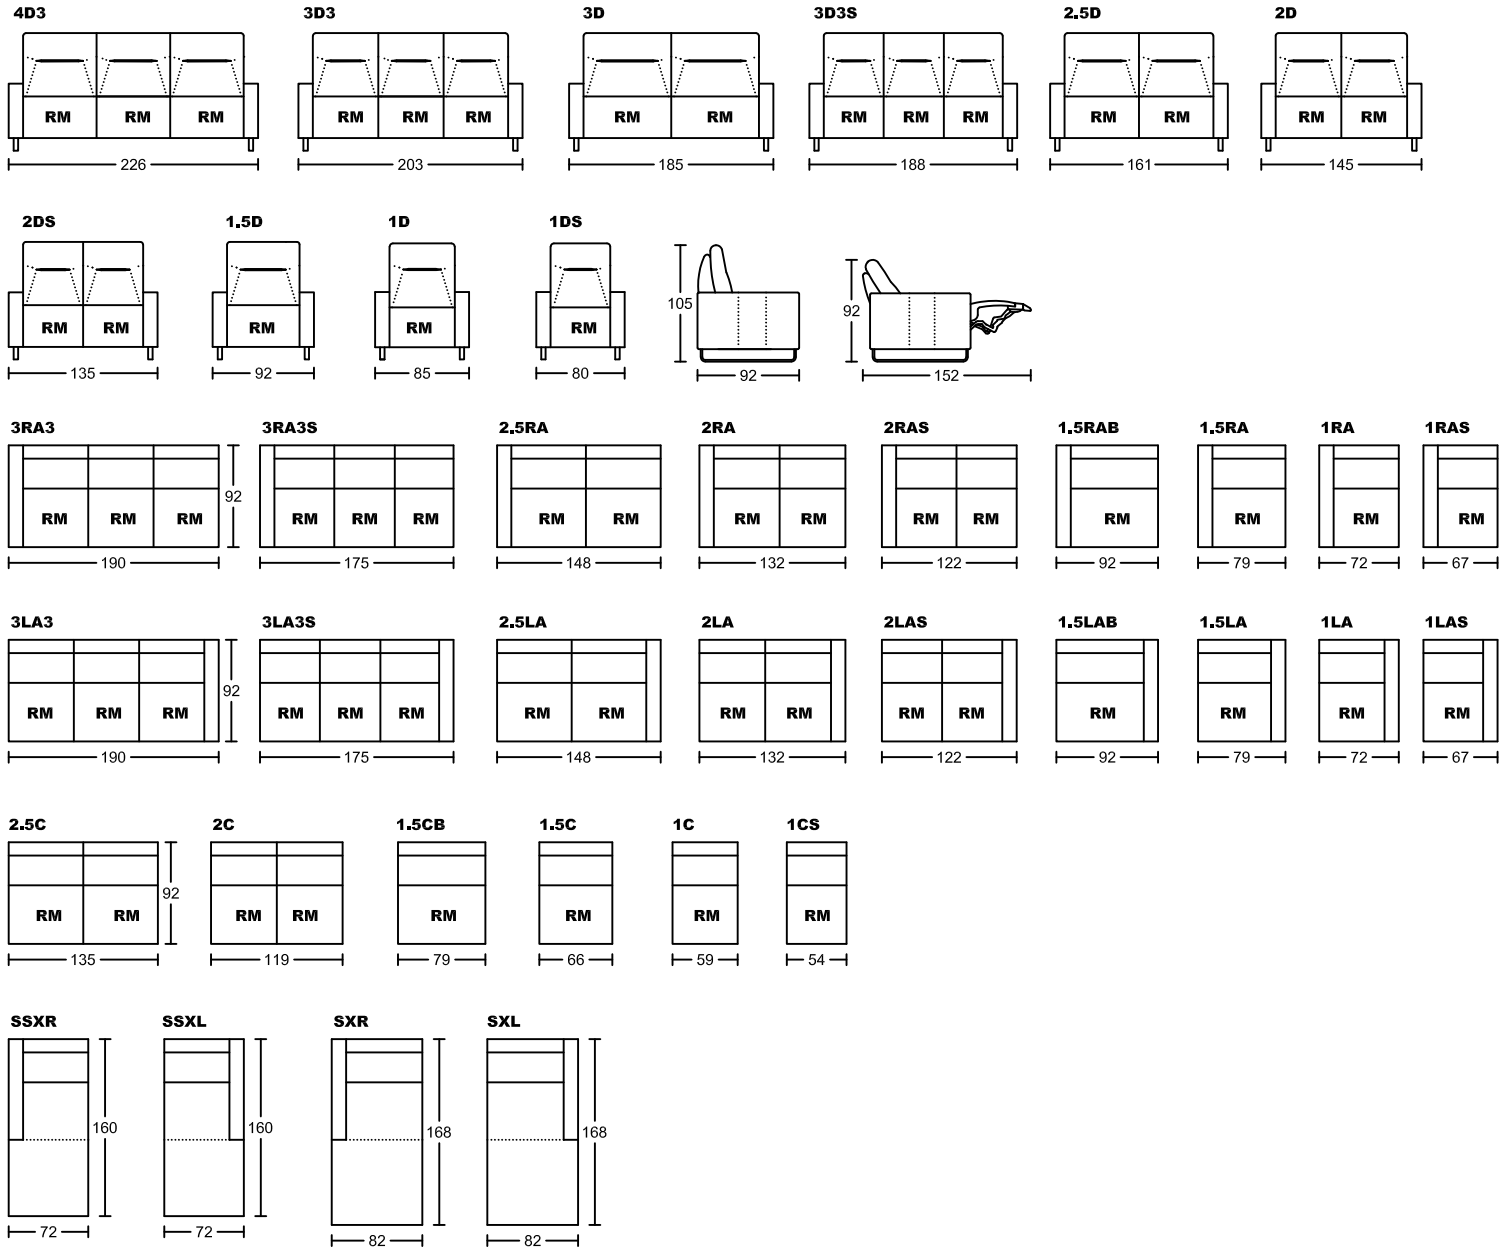 4D3 3D3 3D 3D3S 2.5D 2D
RM RM RM RM RM RM RM RM RM RM RM RM RM RM RM
226 203 185 188 161 145
2DS 1.5D 1D 1DS
105 92
RM RM RM RM RM
135 92 85 80 92 152
3RA3 3RA3S 2.5RA 2RA 2RAS 1.5RAB 1.5RA 1RA 1RAS
92
RM RM RM RM RM RM RM RM RM RM RM RM RM RM RM RM
190 175 148 132 122 92 79 72 67
3LA3 3LA3S 2.5LA 2LA 2LAS 1.5LAB 1.5LA 1LA 1LAS
92
RM RM RM RM RM RM RM RM RM RM RM RM RM RM RM RM
190 175 148 132 122 92 79 72 67
2.5C 2C 1.5CB 1.5C 1C 1CS
92
RM RM RM RM RM RM RM RM
135 119 79 66 59 54
SSXR SSXL SXR SXL
160 160 168 168
72 72 82 82